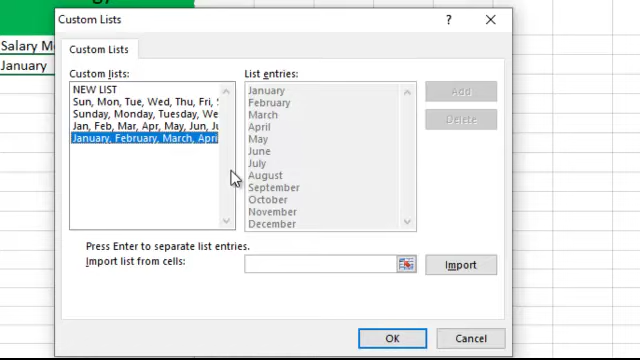 Custom Lists
?
Custom Lists
Custom lists:
List entries:
NEW LIST
Sun, Mon, Tue, Wed, Thu, Fri, S
Sunday, Monday, Tuesday, We
Jan, Feb, Mar, Apr, May, Jun, Ju
January, February, March, April
January
February
March
April
May
June
July
August
September
October
November
December
Add
Delete
Press Enter to separate list entries.
Import list from cells:
Import
OK
Cancel
Salary Mo
January